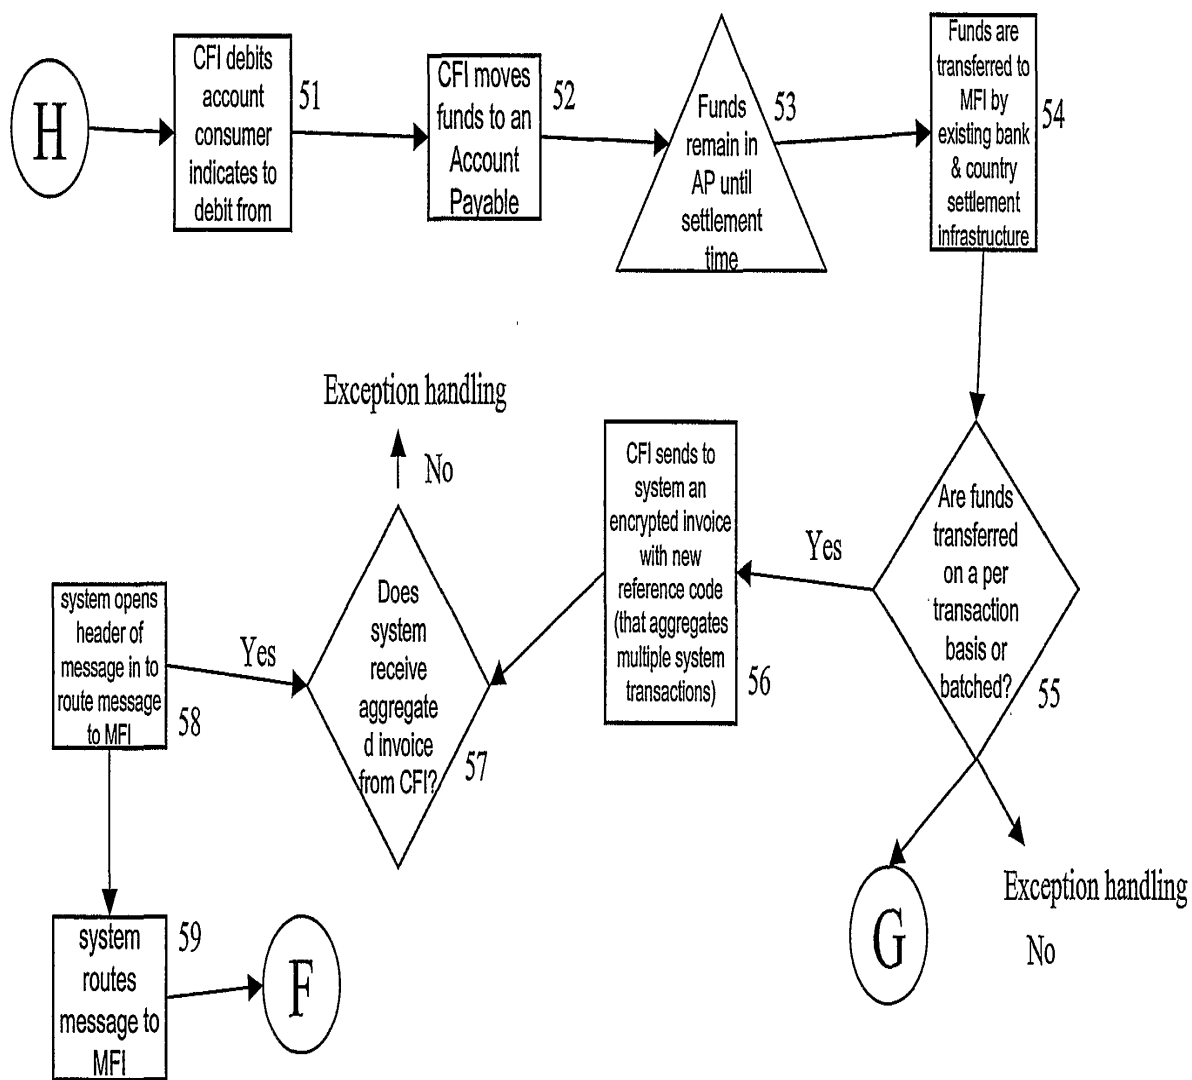 H
CFI debits
account
consumer
indicates to
debit from
51
CFI moves
funds to an
Account
Payable
52
Funds
remain in
AP until
settlement
time
53
Funds are
transferred to
MFI by
existing bank
& country
settlement
infrastructure
54
Are funds
transferred
on a per
transaction
basis or
batched?
55
Yes
CFI sends to
system an
encrypted invoice
with new
reference code
(that aggregates
multiple system
transactions)
56
Exception handling
No
Does
system
receive
aggregate
d invoice
from CFI?
57
Yes
system opens
header of
message in to
route message
to MFI
58
system
routes
message to
MFI
59
F
G
Exception handling
No